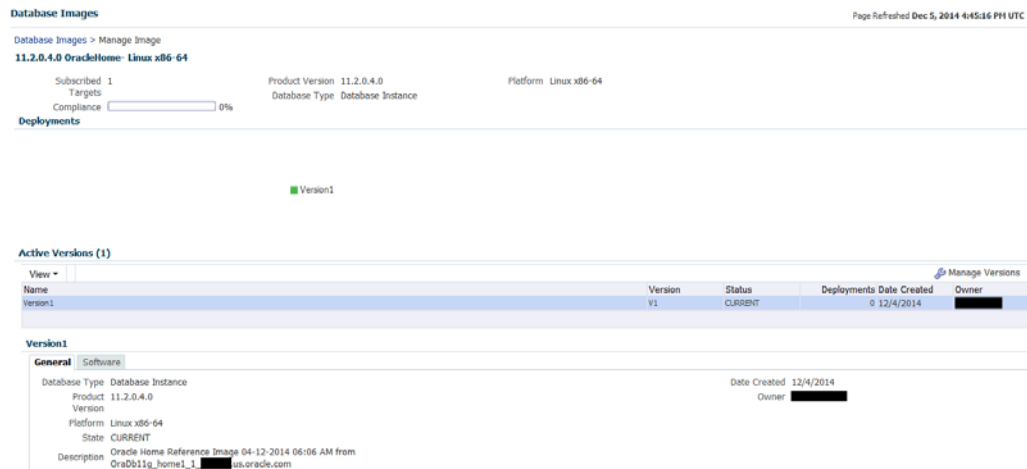 Database Images
Page Refreshed Dec 5, 2014 4:45:16 PM UTC
Database Images > Manage Image
11.2.0.4.0 OracleHome- Linux x86-64
Subscribed Targets 1
Product Version 11.2.0.4.0
Platform Linux x86-64
Database Type Database Instance
Compliance 0%
Deployments
Version1
Active Versions (1)
View
Manage Versions
Name Version Status Deployments Date Created Owner
Version1 V1 CURRENT 0 12/4/2014
Version1
General Software
Database Type Database Instance
Date Created 12/4/2014
Product Version 11.2.0.4.0
Owner
Platform Linux x86-64
State CURRENT
Description Oracle Home Reference Image 04-12-2014 06:06 AM from
OraDb11g_home1_1_ us.oracle.com